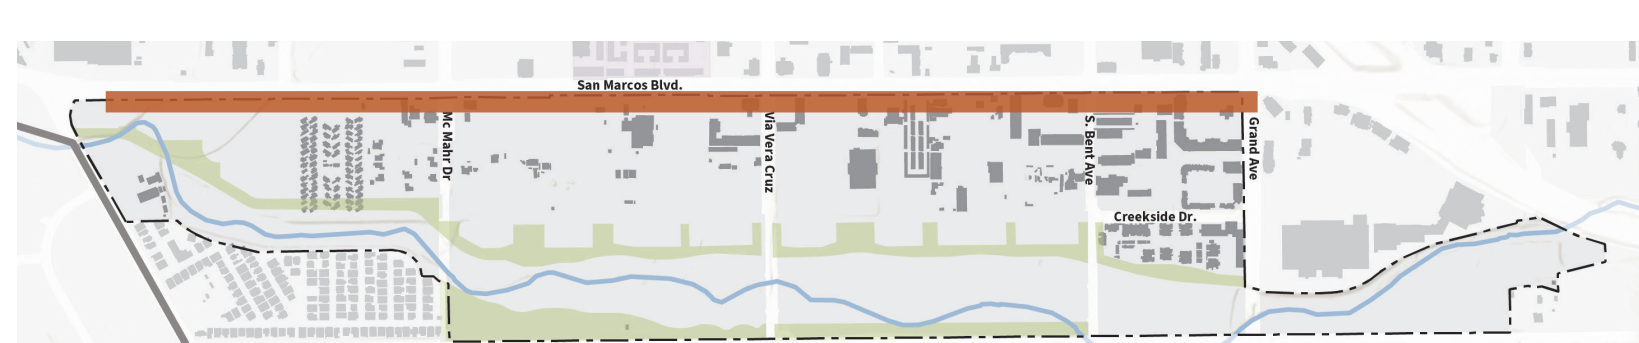 San Marcos Blvd.
Mc Mahr Dr
Via Vera Cruz
S. Bent Ave
Grand Ave
Creekside Dr.